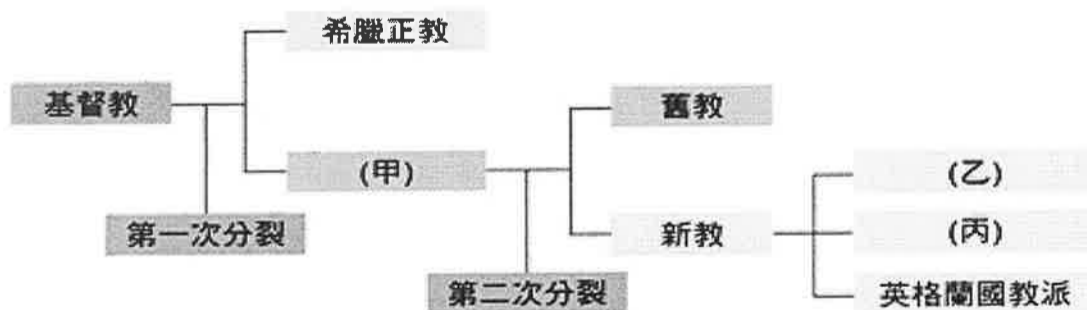 希臘正教
基督教
舊教
(甲)
(乙)
第一次分裂
新教
(丙)
第二次分裂
英格蘭國教派